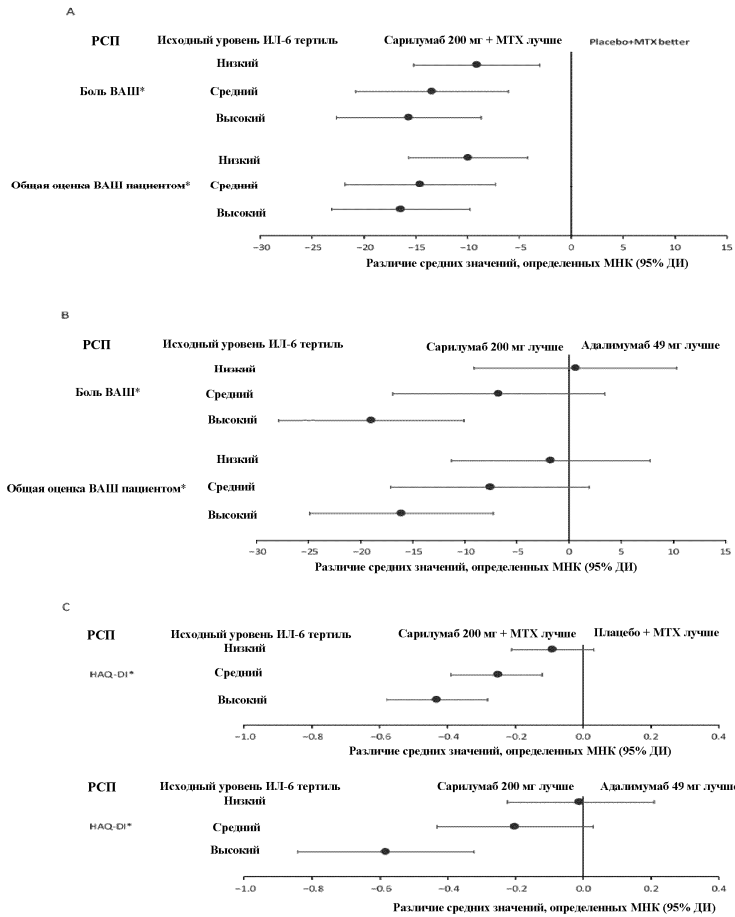 A
РСП Исходный уровень ИЛ-6 тертиль Сарилумаб 200 мг + МТХ лучше Placebo+MTX better
Низкий
Боль ВАШ* Средний
Высокий
Низкий
Общая оценка ВАШ пациентом* Средний
Высокий
−30 −25 −20 −15 −10 −5 0 5 10 15
Различие средних значений, определенных МНК (95% ДИ)
B
РСП Исходный уровень ИЛ-6 тертиль Сарилумаб 200 мг лучше Адалимумаб 49 мг лучше
Низкий
Боль ВАШ* Средний
Высокий
Низкий
Общая оценка ВАШ пациентом* Средний
Высокий
−30 −25 −20 −15 −10 −5 0 5 10 15
Различие средних значений, определенных МНК (95% ДИ)
C
РСП Исходный уровень ИЛ-6 тертиль Сарилумаб 200 мг + МТХ лучше Плацебо + МТХ лучше
Низкий
HAQ-DI* Средний
Высокий
−1.0 −0.8 −0.6 −0.4 −0.2 0.0 0.2 0.4
Различие средних значений, определенных МНК (95% ДИ)
РСП Исходный уровень ИЛ-6 тертиль Сарилумаб 200 мг лучше Адалимумаб 49 мг лучше
Низкий
HAQ-DI* Средний
Высокий
−1.0 −0.8 −0.6 −0.4 −0.2 0.0 0.2 0.4
Различие средних значений, определенных МНК (95% ДИ)